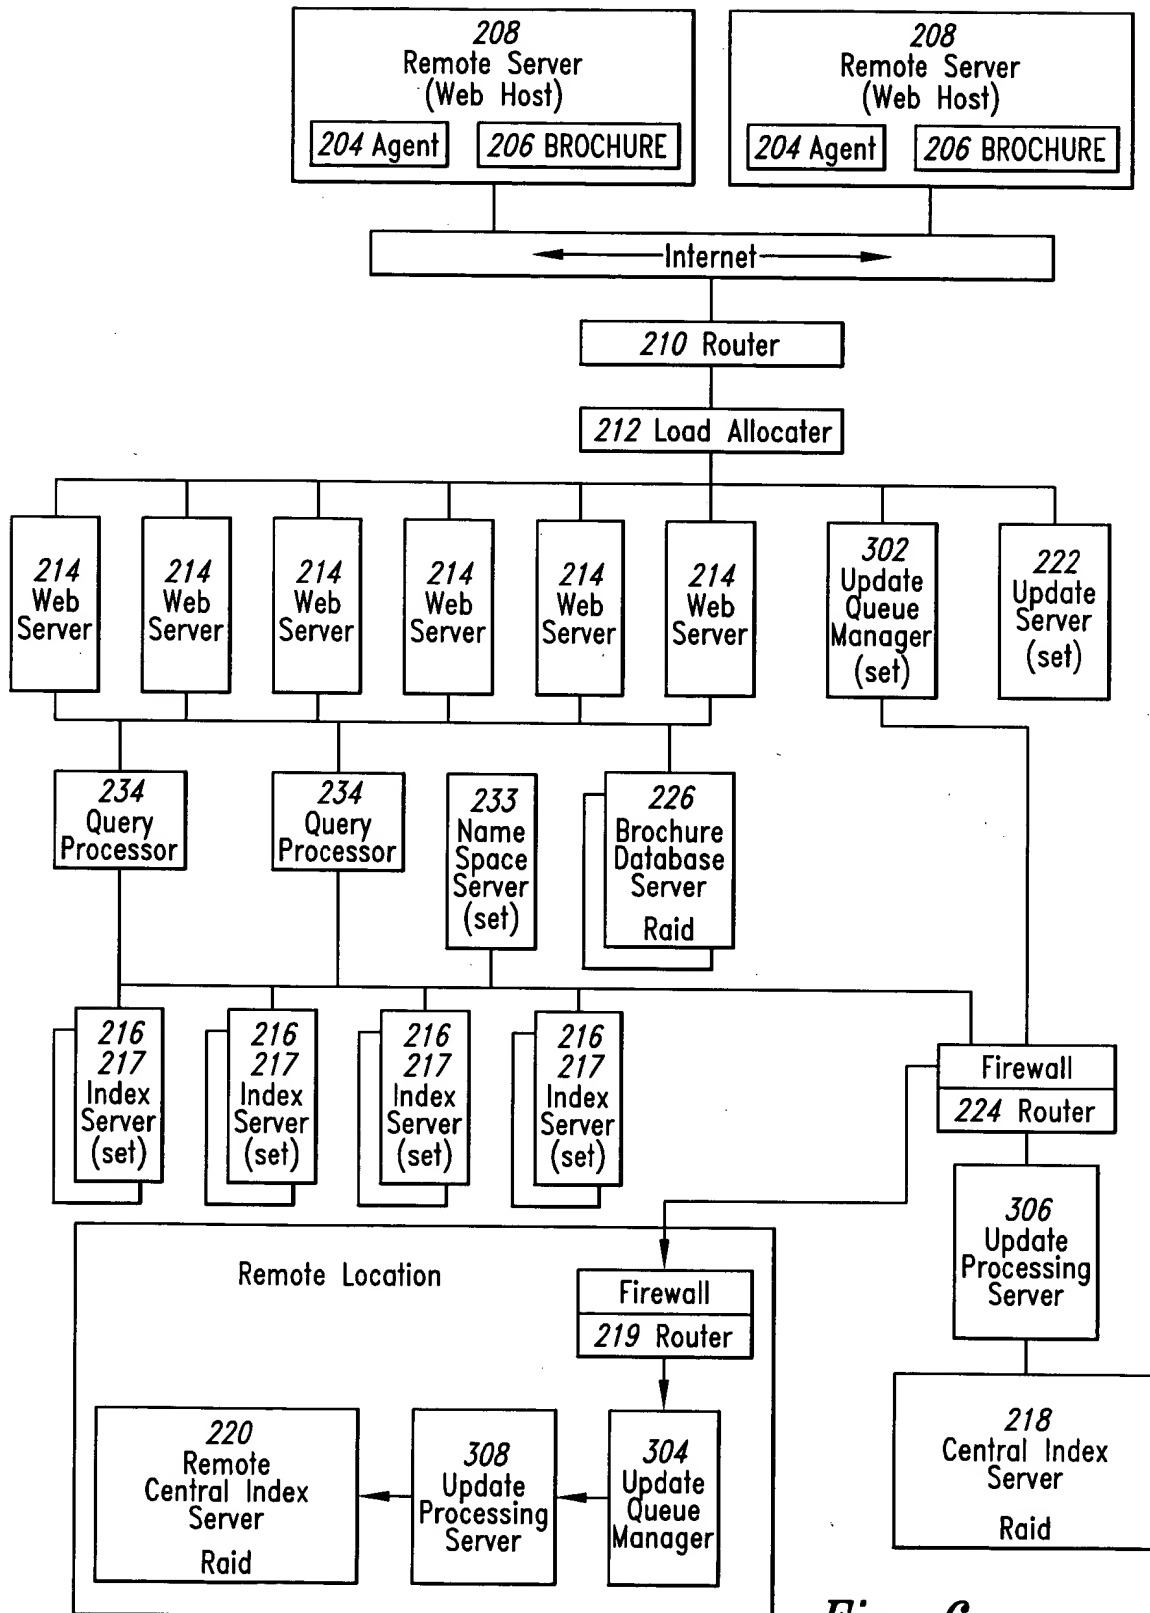 208
Remote Server
(Web Host)
204 Agent
206 BROCHURE
208
Remote Server
(Web Host)
204 Agent
206 BROCHURE
Internet
210 Router
212 Load Allocater
214
Web
Server
214
Web
Server
214
Web
Server
214
Web
Server
214
Web
Server
214
Web
Server
302
Update
Queue
Manager
(set)
222
Update
Server
(set)
234
Query
Processor
234
Query
Processor
233
Name
Space
Server
(set)
226
Brochure
Database
Server
Raid
216
217
Index
Server
(set)
216
217
Index
Server
(set)
216
217
Index
Server
(set)
216
217
Index
Server
(set)
Firewall
224 Router
306
Update
Processing
Server
218
Central Index
Server
Raid
Remote Location
Firewall
219 Router
220
Remote
Central Index
Server
Raid
308
Update
Processing
Server
304
Update
Queue
Manager